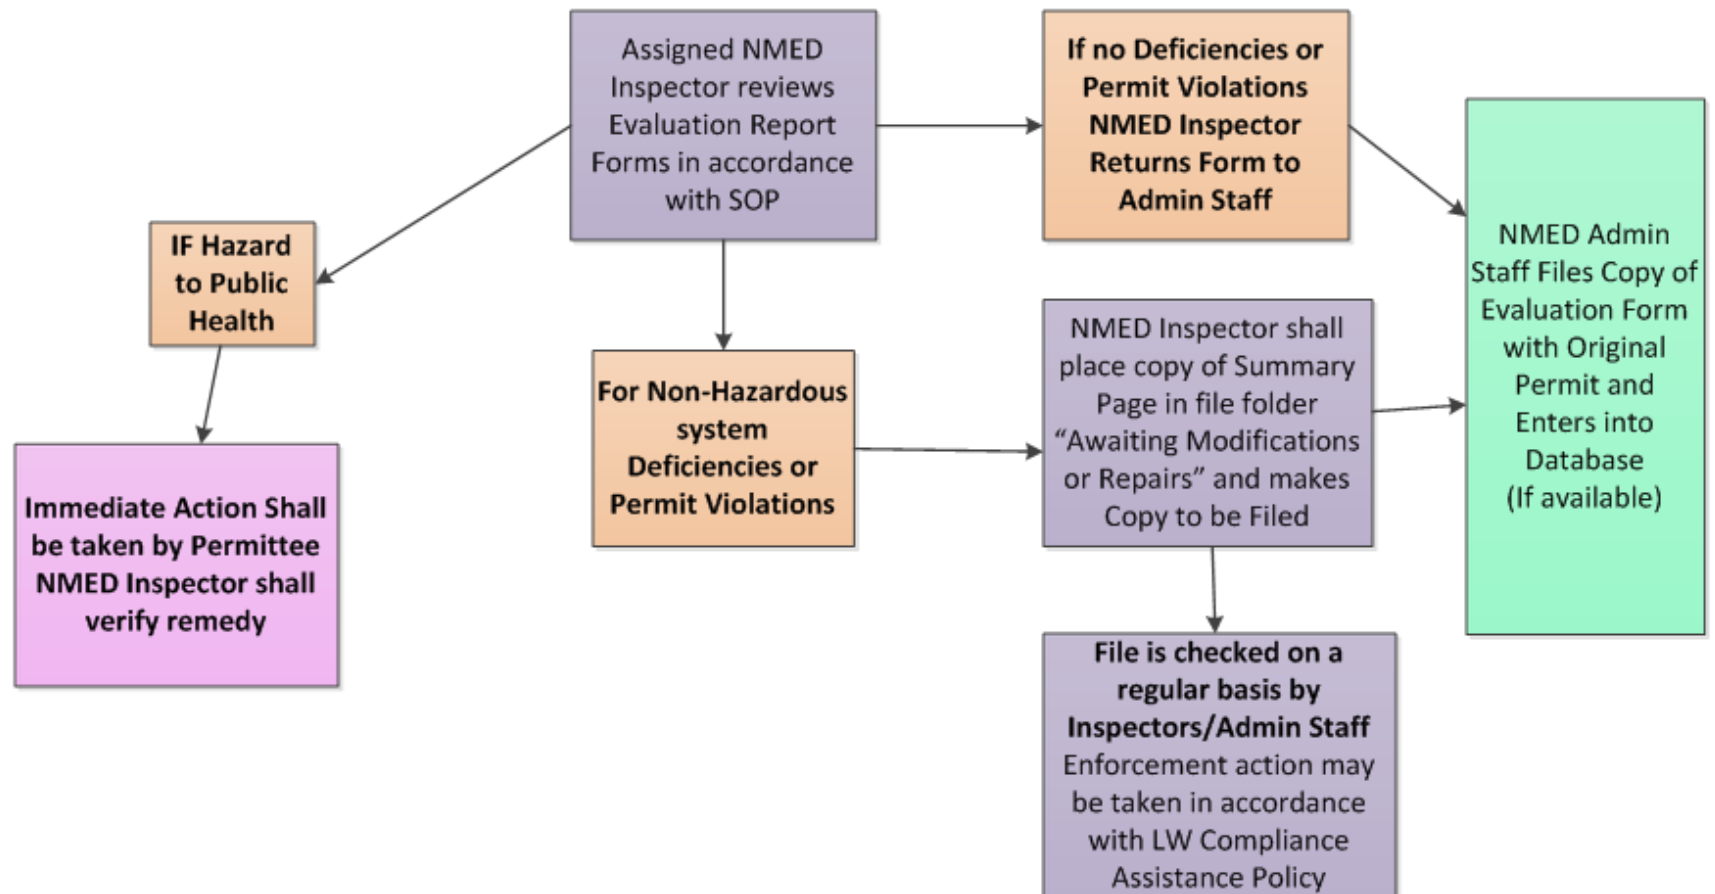 Assigned NMED
Inspector reviews
Evaluation Report
Forms in accordance
with SOP
If no Deficiencies or
Permit Violations
NMED Inspector
Returns Form to
Admin Staff
NMED Admin
Staff Files Copy of
Evaluation Form
with Original
Permit and
Enters into
Database
(If available)
IF Hazard
to Public
Health
For Non-Hazardous
system
Deficiencies or
Permit Violations
NMED Inspector shall
place copy of Summary
Page in file folder
“Awaiting Modifications
or Repairs” and makes
Copy to be Filed
Immediate Action Shall
be taken by Permittee
NMED Inspector shall
verify remedy
File is checked on a
regular basis by
Inspectors/Admin Staff
Enforcement action may
be taken in accordance
with LW Compliance
Assistance Policy